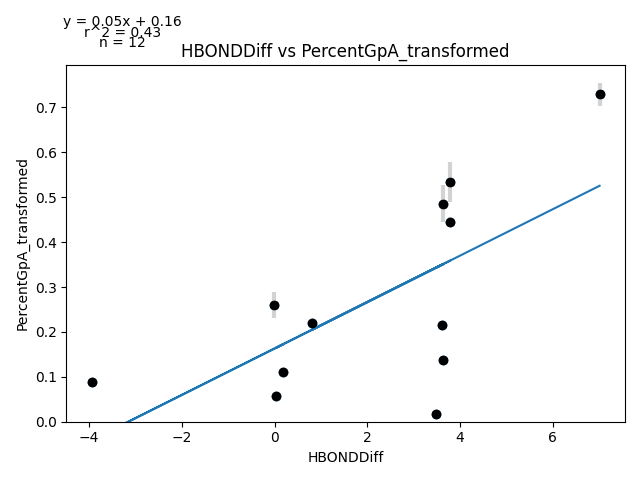 y = 0.05x + 0.16
r^2 = 0.43
n = 12
HBONDDiff vs PercentGpA_transformed
PercentGpA_transformed
0.7
0.6
0.5
0.4
0.3
0.2
0.1
0.0
−4 −2 0 2 4 6
HBONDDiff